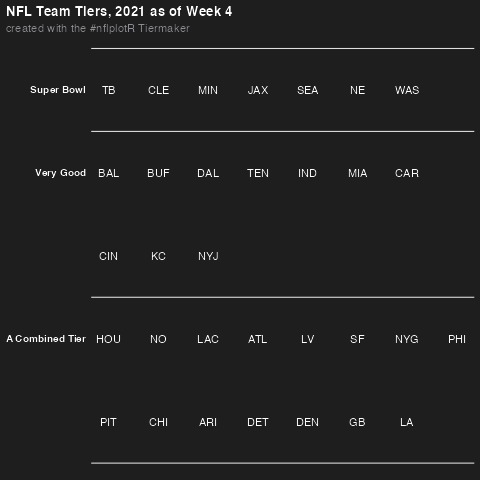 NFL Team Tiers, 2021 as of Week 4
created with the #nflplotR Tiermaker
Super Bowl TB CLE MIN JAX SEA NE WAS
Very Good BAL BUF DAL TEN IND MIA CAR
CIN KC NYJ
A Combined Tier HOU NO LAC ATL LV SF NYG PHI
PIT CHI ARI DET DEN GB LA